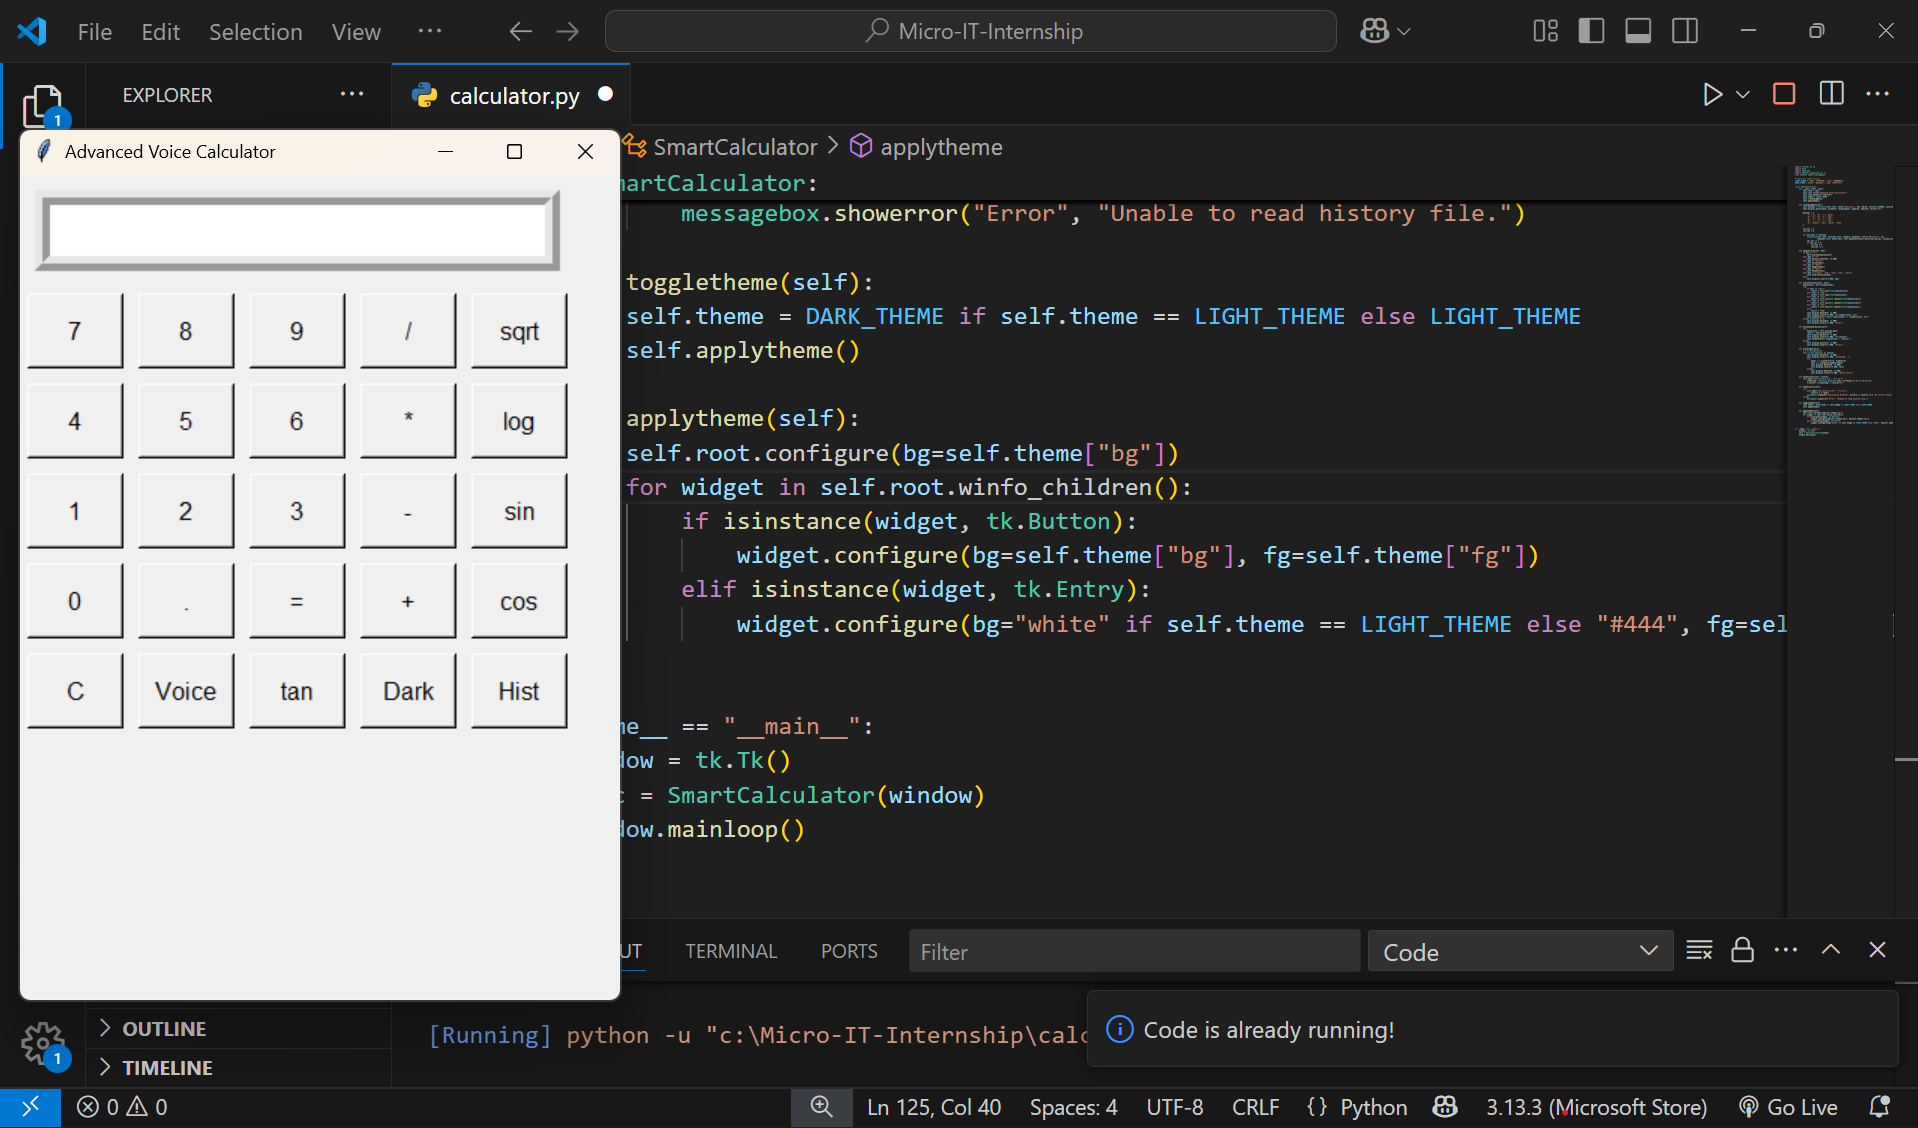 File Edit Selection View ···
Micro-IT-Internship
EXPLORER ···
calculator.py
1
Advanced Voice Calculator
7 8 9 / sqrt
4 5 6 * log
1 2 3 - sin
0 . = + cos
C Voice tan Dark Hist
SmartCalculator > applytheme
martCalculator:
messagebox.showerror("Error", "Unable to read history file.")
toggletheme(self):
self.theme = DARK_THEME if self.theme == LIGHT_THEME else LIGHT_THEME
self.applytheme()
applytheme(self):
self.root.configure(bg=self.theme["bg"])
for widget in self.root.winfo_children():
if isinstance(widget, tk.Button):
widget.configure(bg=self.theme["bg"], fg=self.theme["fg"])
elif isinstance(widget, tk.Entry):
widget.configure(bg="white" if self.theme == LIGHT_THEME else "#444", fg=sel
me__ == "__main__":
dow = tk.Tk()
c = SmartCalculator(window)
dow.mainloop()
UT TERMINAL PORTS Filter Code
OUTLINE
TIMELINE
1
[Running] python -u "c:\Micro-IT-Internship\calc
Code is already running!
0 0
Ln 125, Col 40 Spaces: 4 UTF-8 CRLF {} Python 3.13.3 (Microsoft Store) Go Live